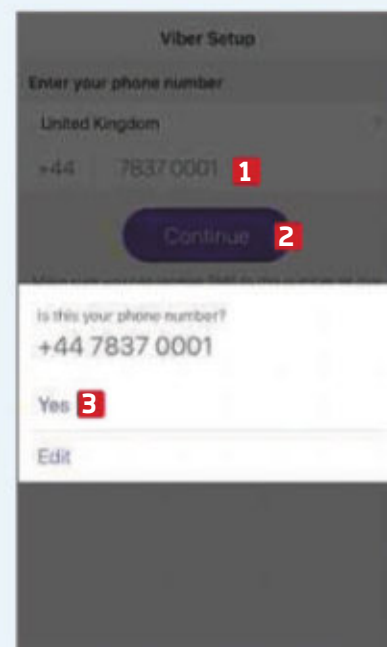 Viber Setup
Enter your phone number
United Kingdom
+44 7837 0001 1
Continue 2
Is this your phone number?
+44 7837 0001
Yes 3
Edit